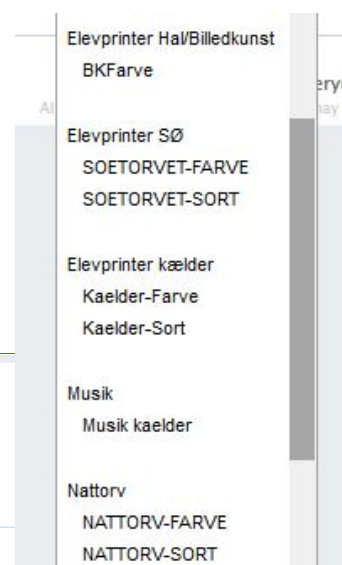 Elevprinter Hal/Billedkunst
BKFarve
Elevprinter SØ
SOETORVET-FARVE
SOETORVET-SORT
Elevprinter kælder
Kaelder-Farve
Kaelder-Sort
Musik
Musik kaelder
Nattorv
NATTORV-FARVE
NATTORV-SORT